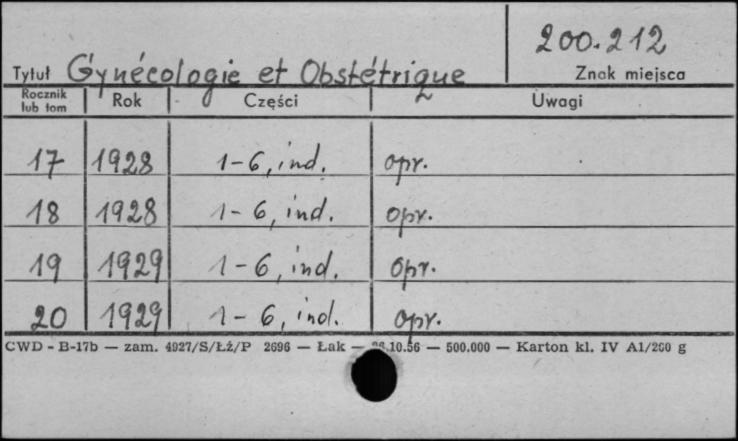 200.212
Tytuł Gynécologie et Obstétrique Znak miejsca
Rocznik lub tom Rok Części Uwagi
17 1928 1-6, ind. opr.
18 1928 1-6, ind. opr.
19 1929 1-6, ind. opr.
20 1929 1-6, ind. opr.
CWD - B-17b — zam. 4927/S/Łź/P 2696 — Łak — .10.56 — 500.000 — Karton kl. IV A1/200 g